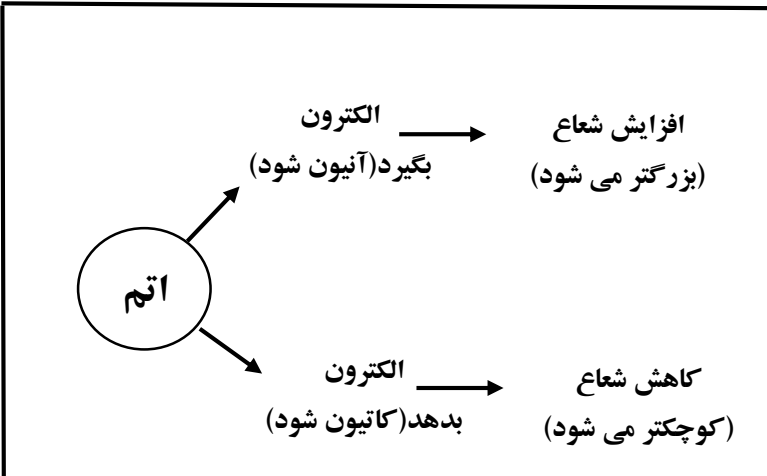 الکترون
بگیرد(آنیون شود)
افزایش شعاع
(بزرگتر می شود)
اتم
الکترون
بدهد(کاتیون شود)
کاهش شعاع
(کوچکتر می شود)